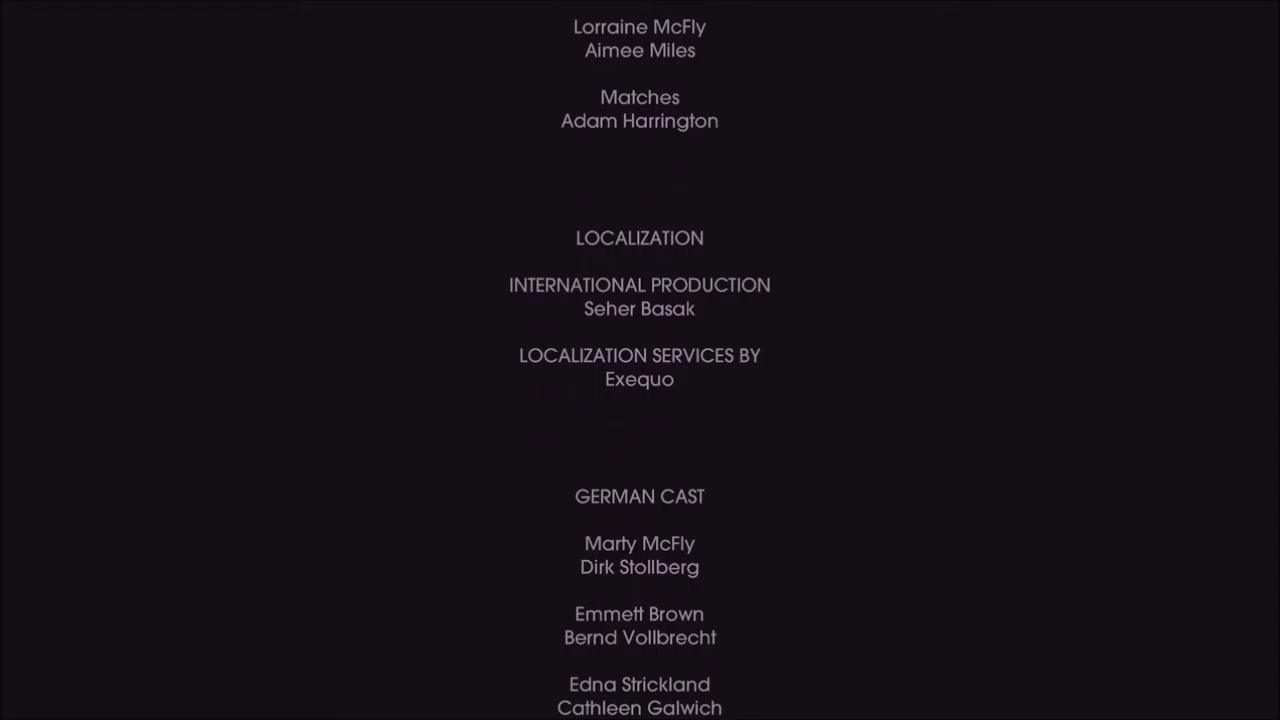 Lorraine McFly
Aimee Miles
Matches
Adam Harrington
LOCALIZATION
INTERNATIONAL PRODUCTION
Seher Basak
LOCALIZATION SERVICES BY
Exequo
GERMAN CAST
Marty McFly
Dirk Stollberg
Emmett Brown
Bernd Vollbrecht
Edna Strickland
Cathleen Galwich